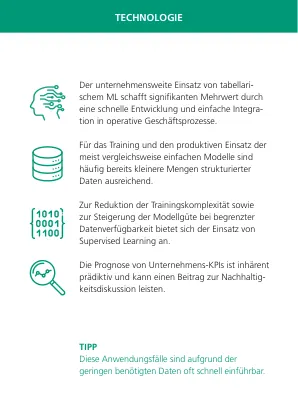 TECHNOLOGIE
Der unternehmensweite Einsatz von tabellari-
schem ML schafft signifikanten Mehrwert durch
eine schnelle Entwicklung und einfache Integra-
tion in operative Geschäftsprozesse.
Für das Training und den produktiven Einsatz der
meist vergleichsweise einfachen Modelle sind
häufig bereits kleinere Mengen strukturierter
Daten ausreichend.
1010
0001
1100
Zur Reduktion der Trainingskomplexität sowie
zur Steigerung der Modellgüte bei begrenzter
Datenverfügbarkeit bietet sich der Einsatz von
Supervised Learning an.
Die Prognose von Unternehmens-KPIs ist inhärent
prädiktiv und kann einen Beitrag zur Nachhaltig-
keitsdiskussion leisten.
TIPP
Diese Anwendungsfälle sind aufgrund der
geringen benötigten Daten oft schnell einführbar.